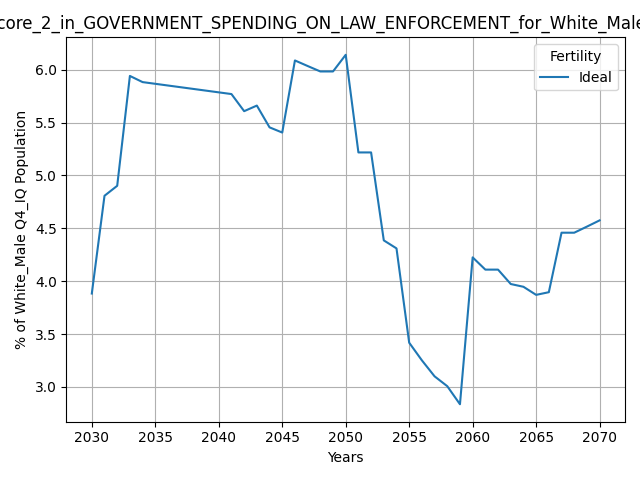 core_2_in_GOVERNMENT_SPENDING_ON_LAW_ENFORCEMENT_for_White_Male
Fertility
Ideal
% of White_Male Q4_IQ Population
6.0
5.5
5.0
4.5
4.0
3.5
3.0
2030 2035 2040 2045 2050 2055 2060 2065 2070
Years